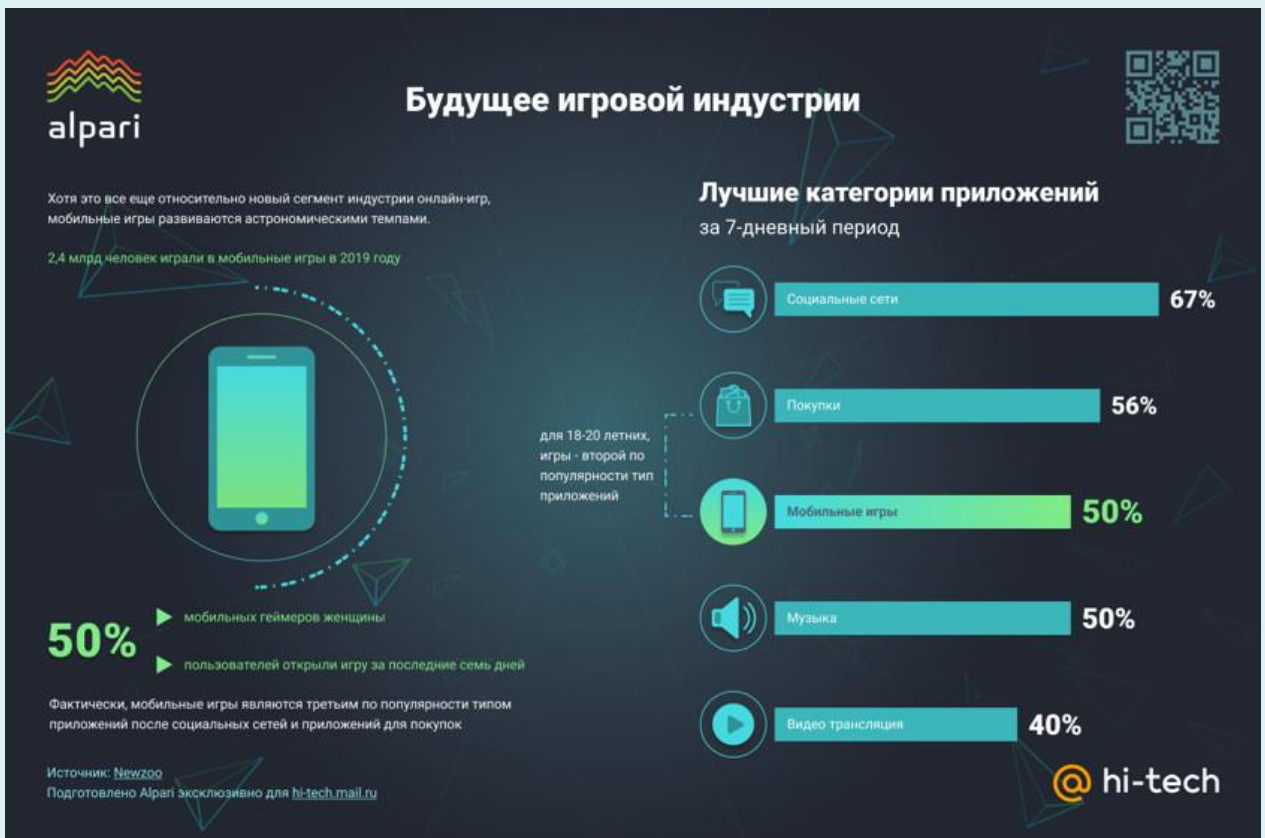 alpari
Будущее игровой индустрии
Хотя это все еще относительно новый сегмент индустрии онлайн-игр,
мобильные игры развиваются астрономическими темпами.
2,4 млрд человек играли в мобильные игры в 2019 году
50%
мобильных геймеров женщины
пользователей открыли игру за последние семь дней
Фактически, мобильные игры являются третьим по популярности типом
приложений после социальных сетей и приложений для покупок
Источник: Newzoo
Подготовлено Alpari эксклюзивно для hi-tech.mail.ru
Лучшие категории приложений
за 7-дневный период
Социальные сети 67%
Покупки 56%
для 18-20 летних,
игры - второй по
популярности тип
приложений
Мобильные игры 50%
Музыка 50%
Видео трансляция 40%
@ hi-tech